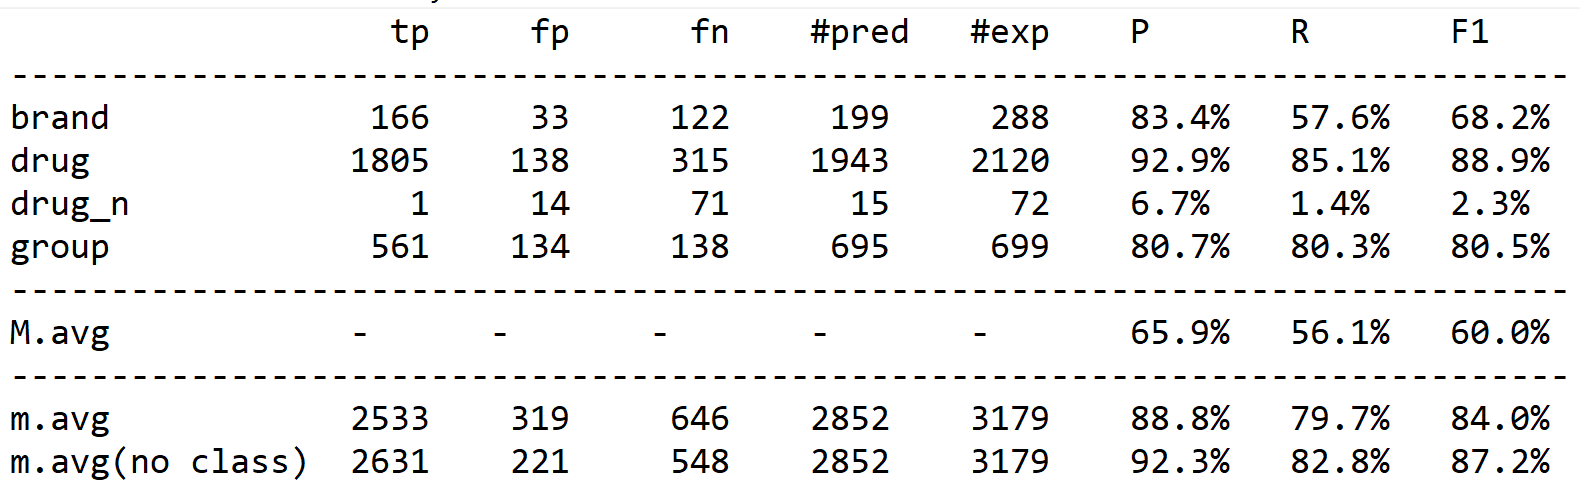 tp fp fn #pred #exp P R F1
------------------------------------------------------------------------------
brand 166 33 122 199 288 83.4% 57.6% 68.2%
drug 1805 138 315 1943 2120 92.9% 85.1% 88.9%
drug_n 1 14 71 15 72 6.7% 1.4% 2.3%
group 561 134 138 695 699 80.7% 80.3% 80.5%
------------------------------------------------------------------------------
M.avg - - - - - 65.9% 56.1% 60.0%
------------------------------------------------------------------------------
m.avg 2533 319 646 2852 3179 88.8% 79.7% 84.0%
m.avg(no class) 2631 221 548 2852 3179 92.3% 82.8% 87.2%